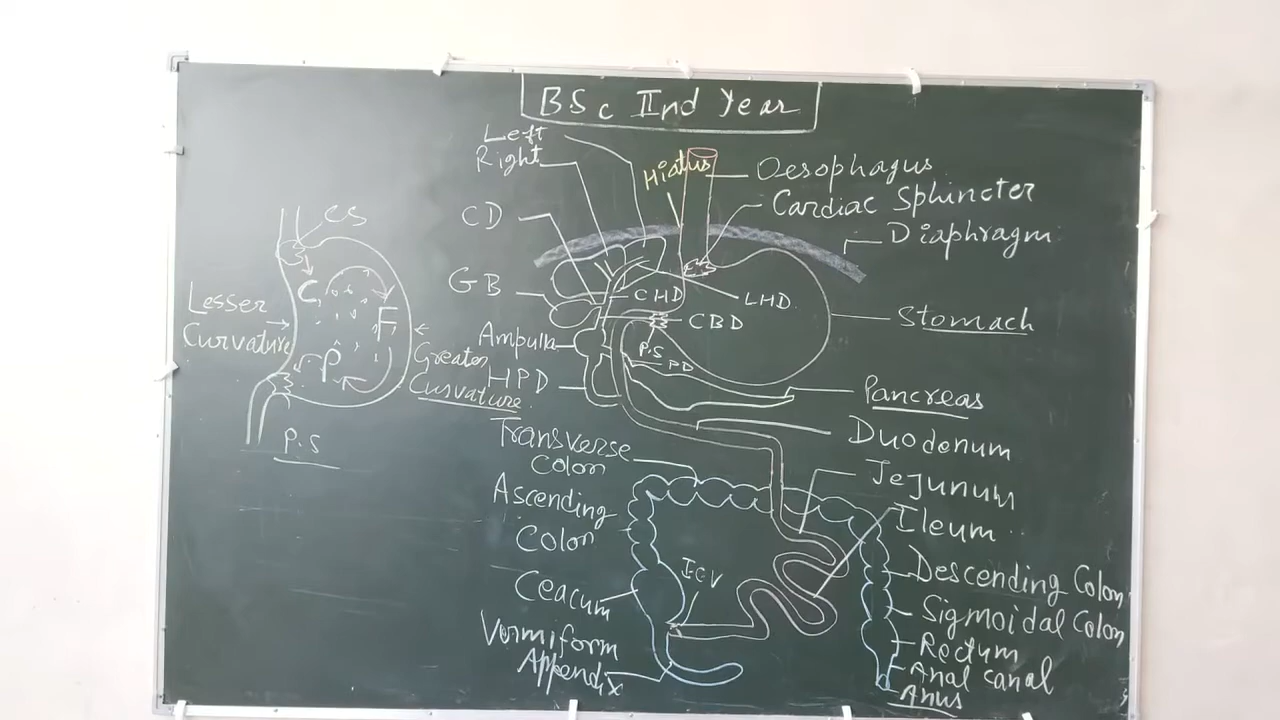 BSc IInd Year
Left
Right
CD
GB
Ampulla
HPD
Transverse
Colon
Ascending
Colon
Ceacum
Vermiform
Appendix
Hiatus
CHD
LHD
CBD
P.S
PD
ICV
Oesophagus
Cardiac Sphincter
Diaphragm
Stomach
Pancreas
Duodenum
Jejunum
Ileum
Descending Colon
Sigmoidal Colon
Rectum
Anal canal
Anus
CS
C
F
P
Lesser
Curvature
Greater
Curvature
P.S